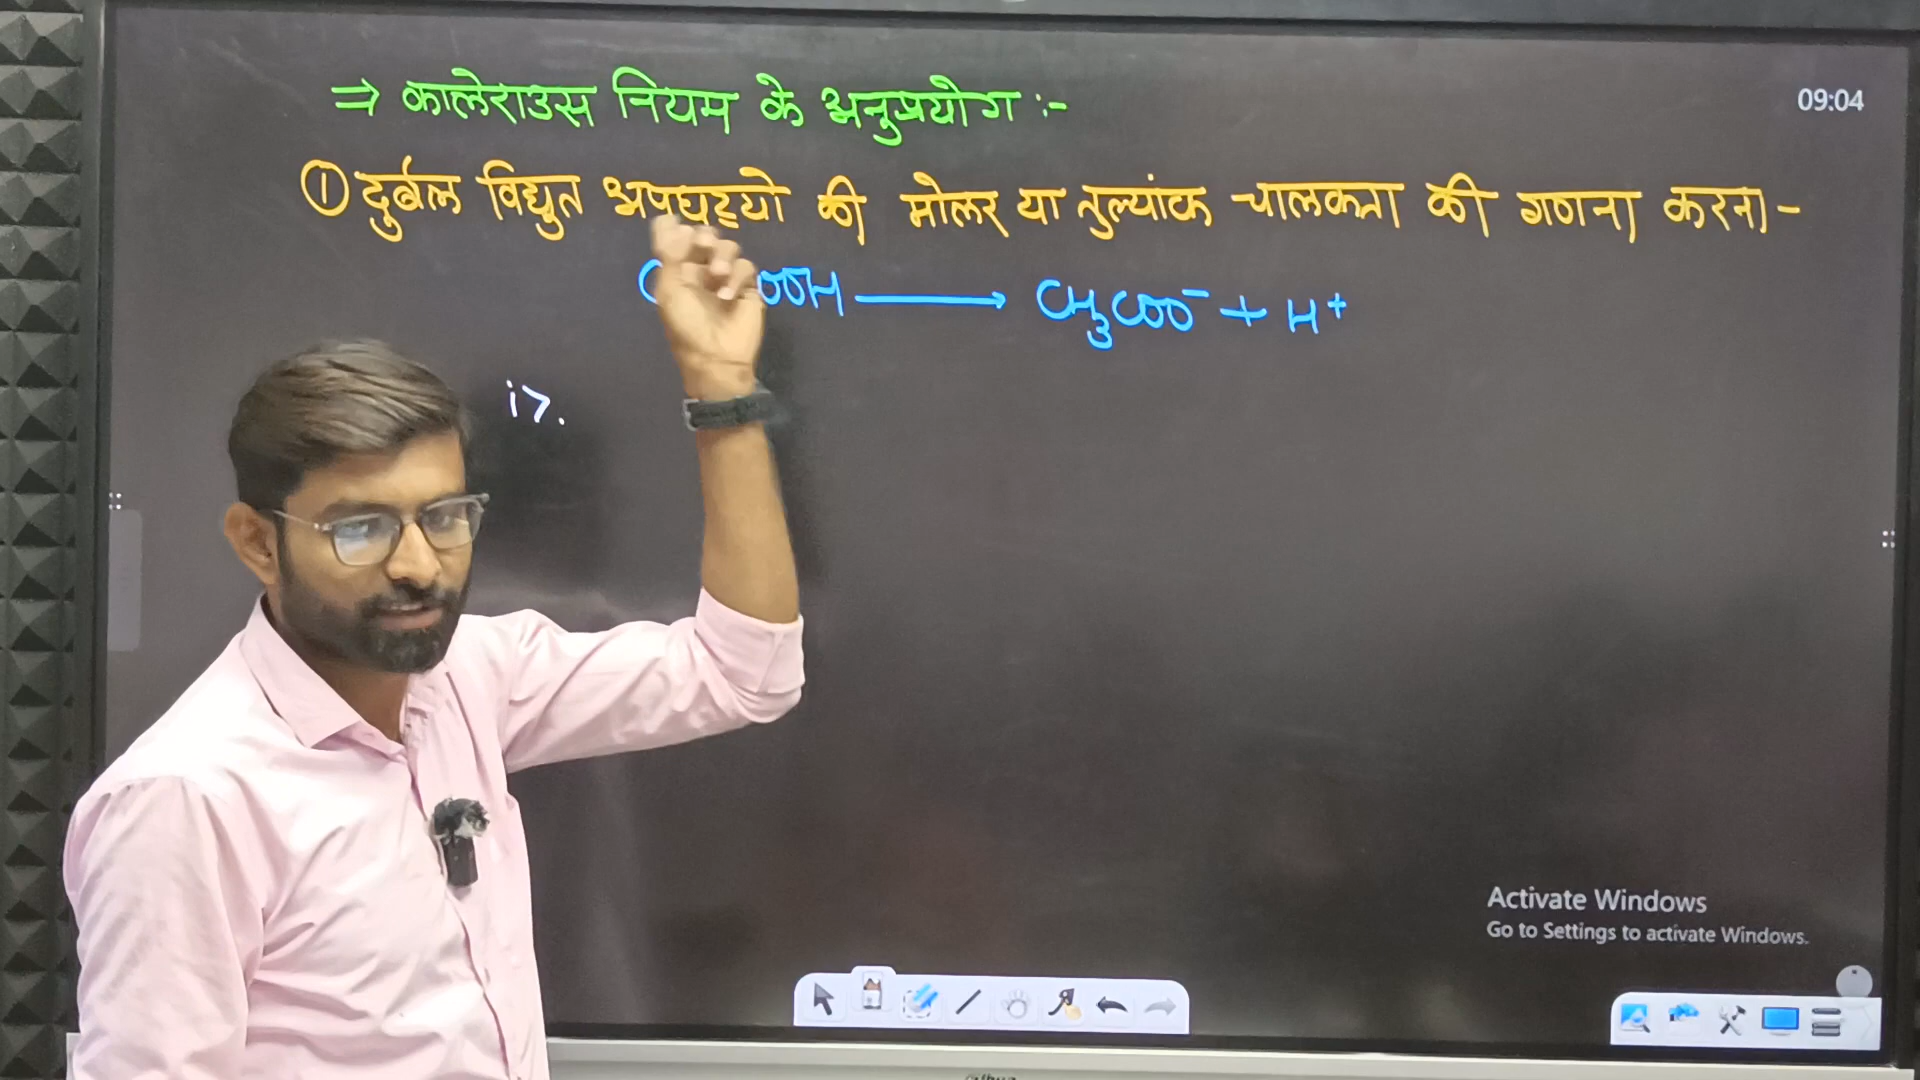 ⇒ कालेराउस नियम के अनुप्रयोग :-
09:04
① दुर्बल विद्युत अपघट्यो की मोलर या तुल्यांक चालकता की गणना करना-
OOH ⟶ CH₃COO⁻ + H⁺
i>.
Activate Windows
Go to Settings to activate Windows.